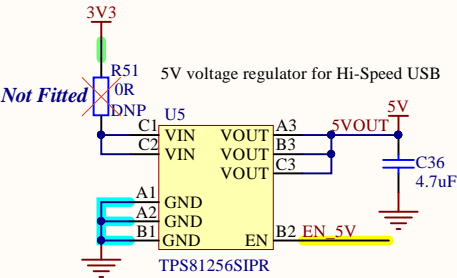 3V3
R51
0R
Not Fitted
DNP
5V voltage regulator for Hi-Speed USB
U5
5V
C1 VIN VOUT A3 5VOUT
C2 VIN VOUT B3
VOUT C3
C36
4.7uF
A1 GND
A2 GND
B1 GND EN B2 EN_5V
TPS81256SIPR